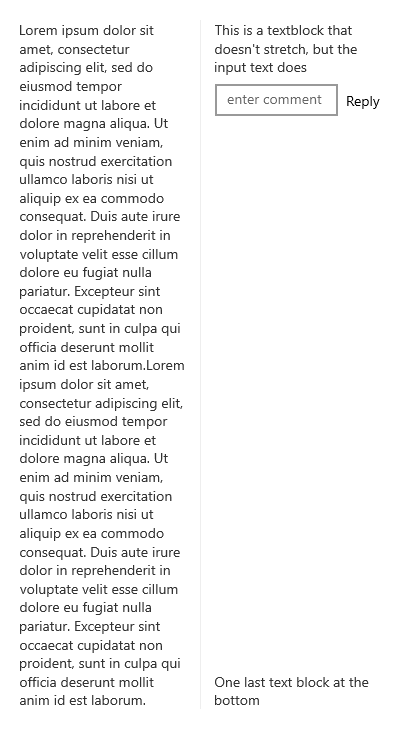 Lorem ipsum dolor sit
amet, consectetur
adipiscing elit, sed do
eiusmod tempor
incididunt ut labore et
dolore magna aliqua. Ut
enim ad minim veniam,
quis nostrud exercitation
ullamco laboris nisi ut
aliquip ex ea commodo
consequat. Duis aute irure
dolor in reprehenderit in
voluptate velit esse cillum
dolore eu fugiat nulla
pariatur. Excepteur sint
occaecat cupidatat non
proident, sunt in culpa qui
officia deserunt mollit
anim id est laborum.Lorem
ipsum dolor sit amet,
consectetur adipiscing elit,
sed do eiusmod tempor
incididunt ut labore et
dolore magna aliqua. Ut
enim ad minim veniam,
quis nostrud exercitation
ullamco laboris nisi ut
aliquip ex ea commodo
consequat. Duis aute irure
dolor in reprehenderit in
voluptate velit esse cillum
dolore eu fugiat nulla
pariatur. Excepteur sint
occaecat cupidatat non
proident, sunt in culpa qui
officia deserunt mollit
anim id est laborum.
This is a textblock that
doesn't stretch, but the
input text does
enter comment Reply
One last text block at the
bottom